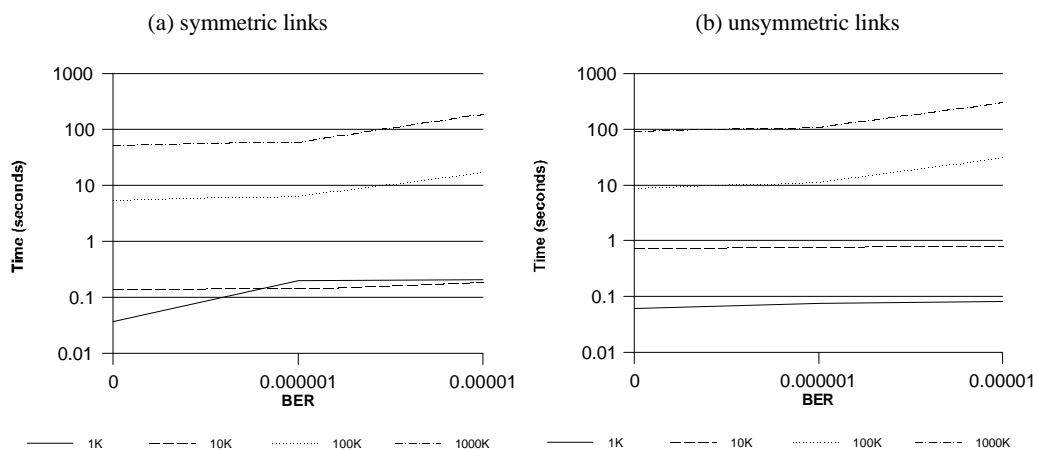 (a) symmetric links
1000
100
10
1
0.1
0.01
Time (seconds)
0
0.000001
0.00001
BER
1K
10K
100K
1000K
(b) unsymmetric links
1000
100
10
1
0.1
0.01
Time (seconds)
0
0.000001
0.00001
BER
1K
10K
100K
1000K